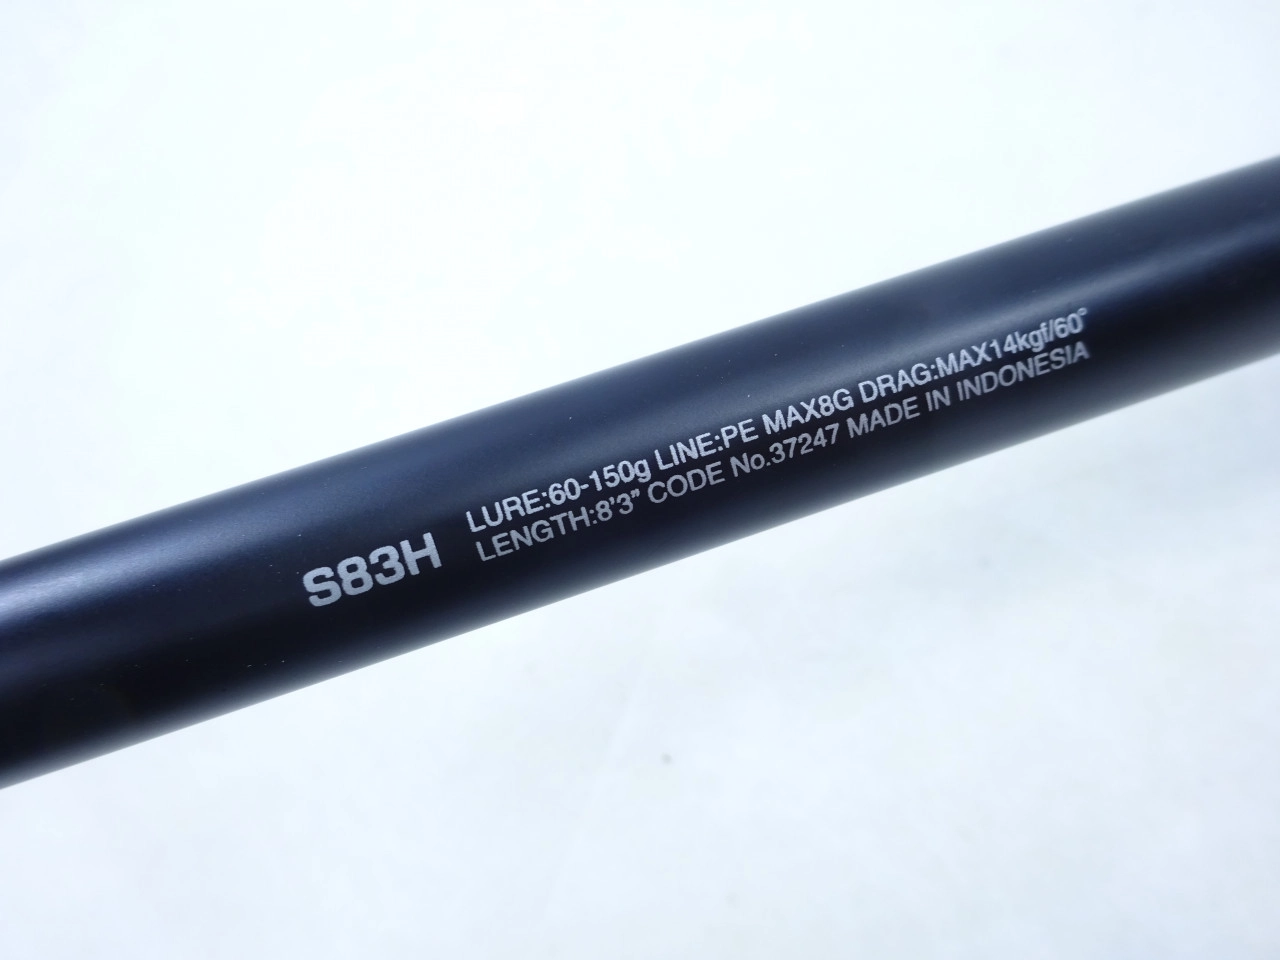 S83H
LURE:60-150g LINE:PE MAX8G DRAG:MAX14kgf/60°
LENGTH:8'3" CODE No.37247 MADE IN INDONESIA